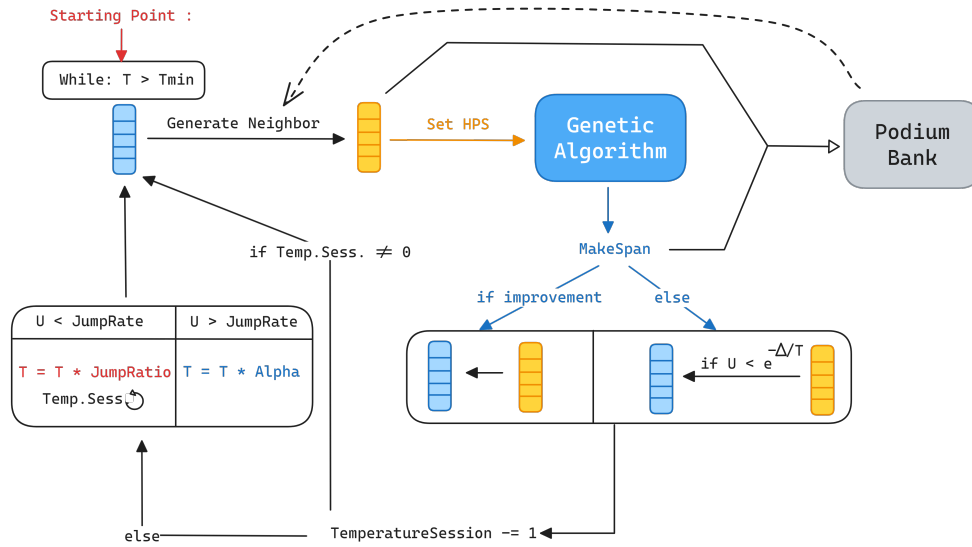 Starting Point :
While: T > Tmin
Generate Neighbor
Set HPS
Genetic
Algorithm
Podium
Bank
MakeSpan
if Temp.Sess. ≠ 0
if improvement
else
U < JumpRate
U > JumpRate
T = T * JumpRatio
T = T * Alpha
Temp.Sess.
if U < e^-Δ/T
TemperatureSession -= 1
else